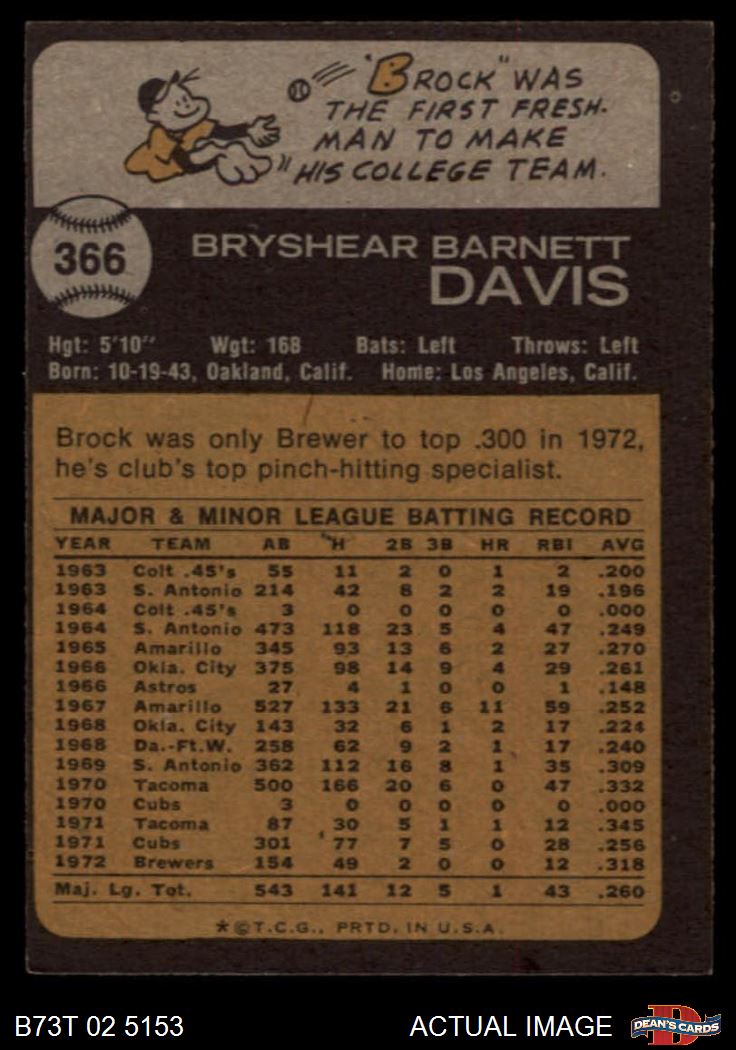 "BROCK" WAS
THE FIRST FRESH-
MAN TO MAKE
HIS COLLEGE TEAM.
366
BRYSHEAR BARNETT
DAVIS
Hgt: 5'10" Wgt: 168 Bats: Left Throws: Left
Born: 10-19-43, Oakland, Calif. Home: Los Angeles, Calif.
Brock was only Brewer to top .300 in 1972,
he's club's top pinch-hitting specialist.
MAJOR & MINOR LEAGUE BATTING RECORD
YEAR TEAM AB H 2B 3B HR RBI AVG
1963 Colt .45's 55 11 2 0 1 2 .200
1963 S. Antonio 214 42 8 2 2 19 .196
1964 Colt .45's 3 0 0 0 0 0 .000
1964 S. Antonio 473 118 23 5 4 47 .249
1965 Amarillo 345 93 13 6 2 27 .270
1966 Okla. City 375 98 14 9 4 29 .261
1966 Astros 27 4 1 0 0 1 .148
1967 Amarillo 527 133 21 6 11 59 .252
1968 Okla. City 143 32 6 1 2 17 .224
1968 Da.-Ft.W. 258 62 9 2 1 17 .240
1969 S. Antonio 362 112 16 8 1 35 .309
1970 Tacoma 500 166 20 6 0 47 .332
1970 Cubs 3 0 0 0 0 0 .000
1971 Tacoma 87 30 5 1 1 12 .345
1971 Cubs 301 77 7 5 0 28 .256
1972 Brewers 154 49 2 0 0 12 .318
Maj. Lg. Tot. 543 141 12 5 1 43 .260
*©T.C.G., PRTD. IN U.S.A.
B73T 02 5153 ACTUAL IMAGE DEAN'S CARDS